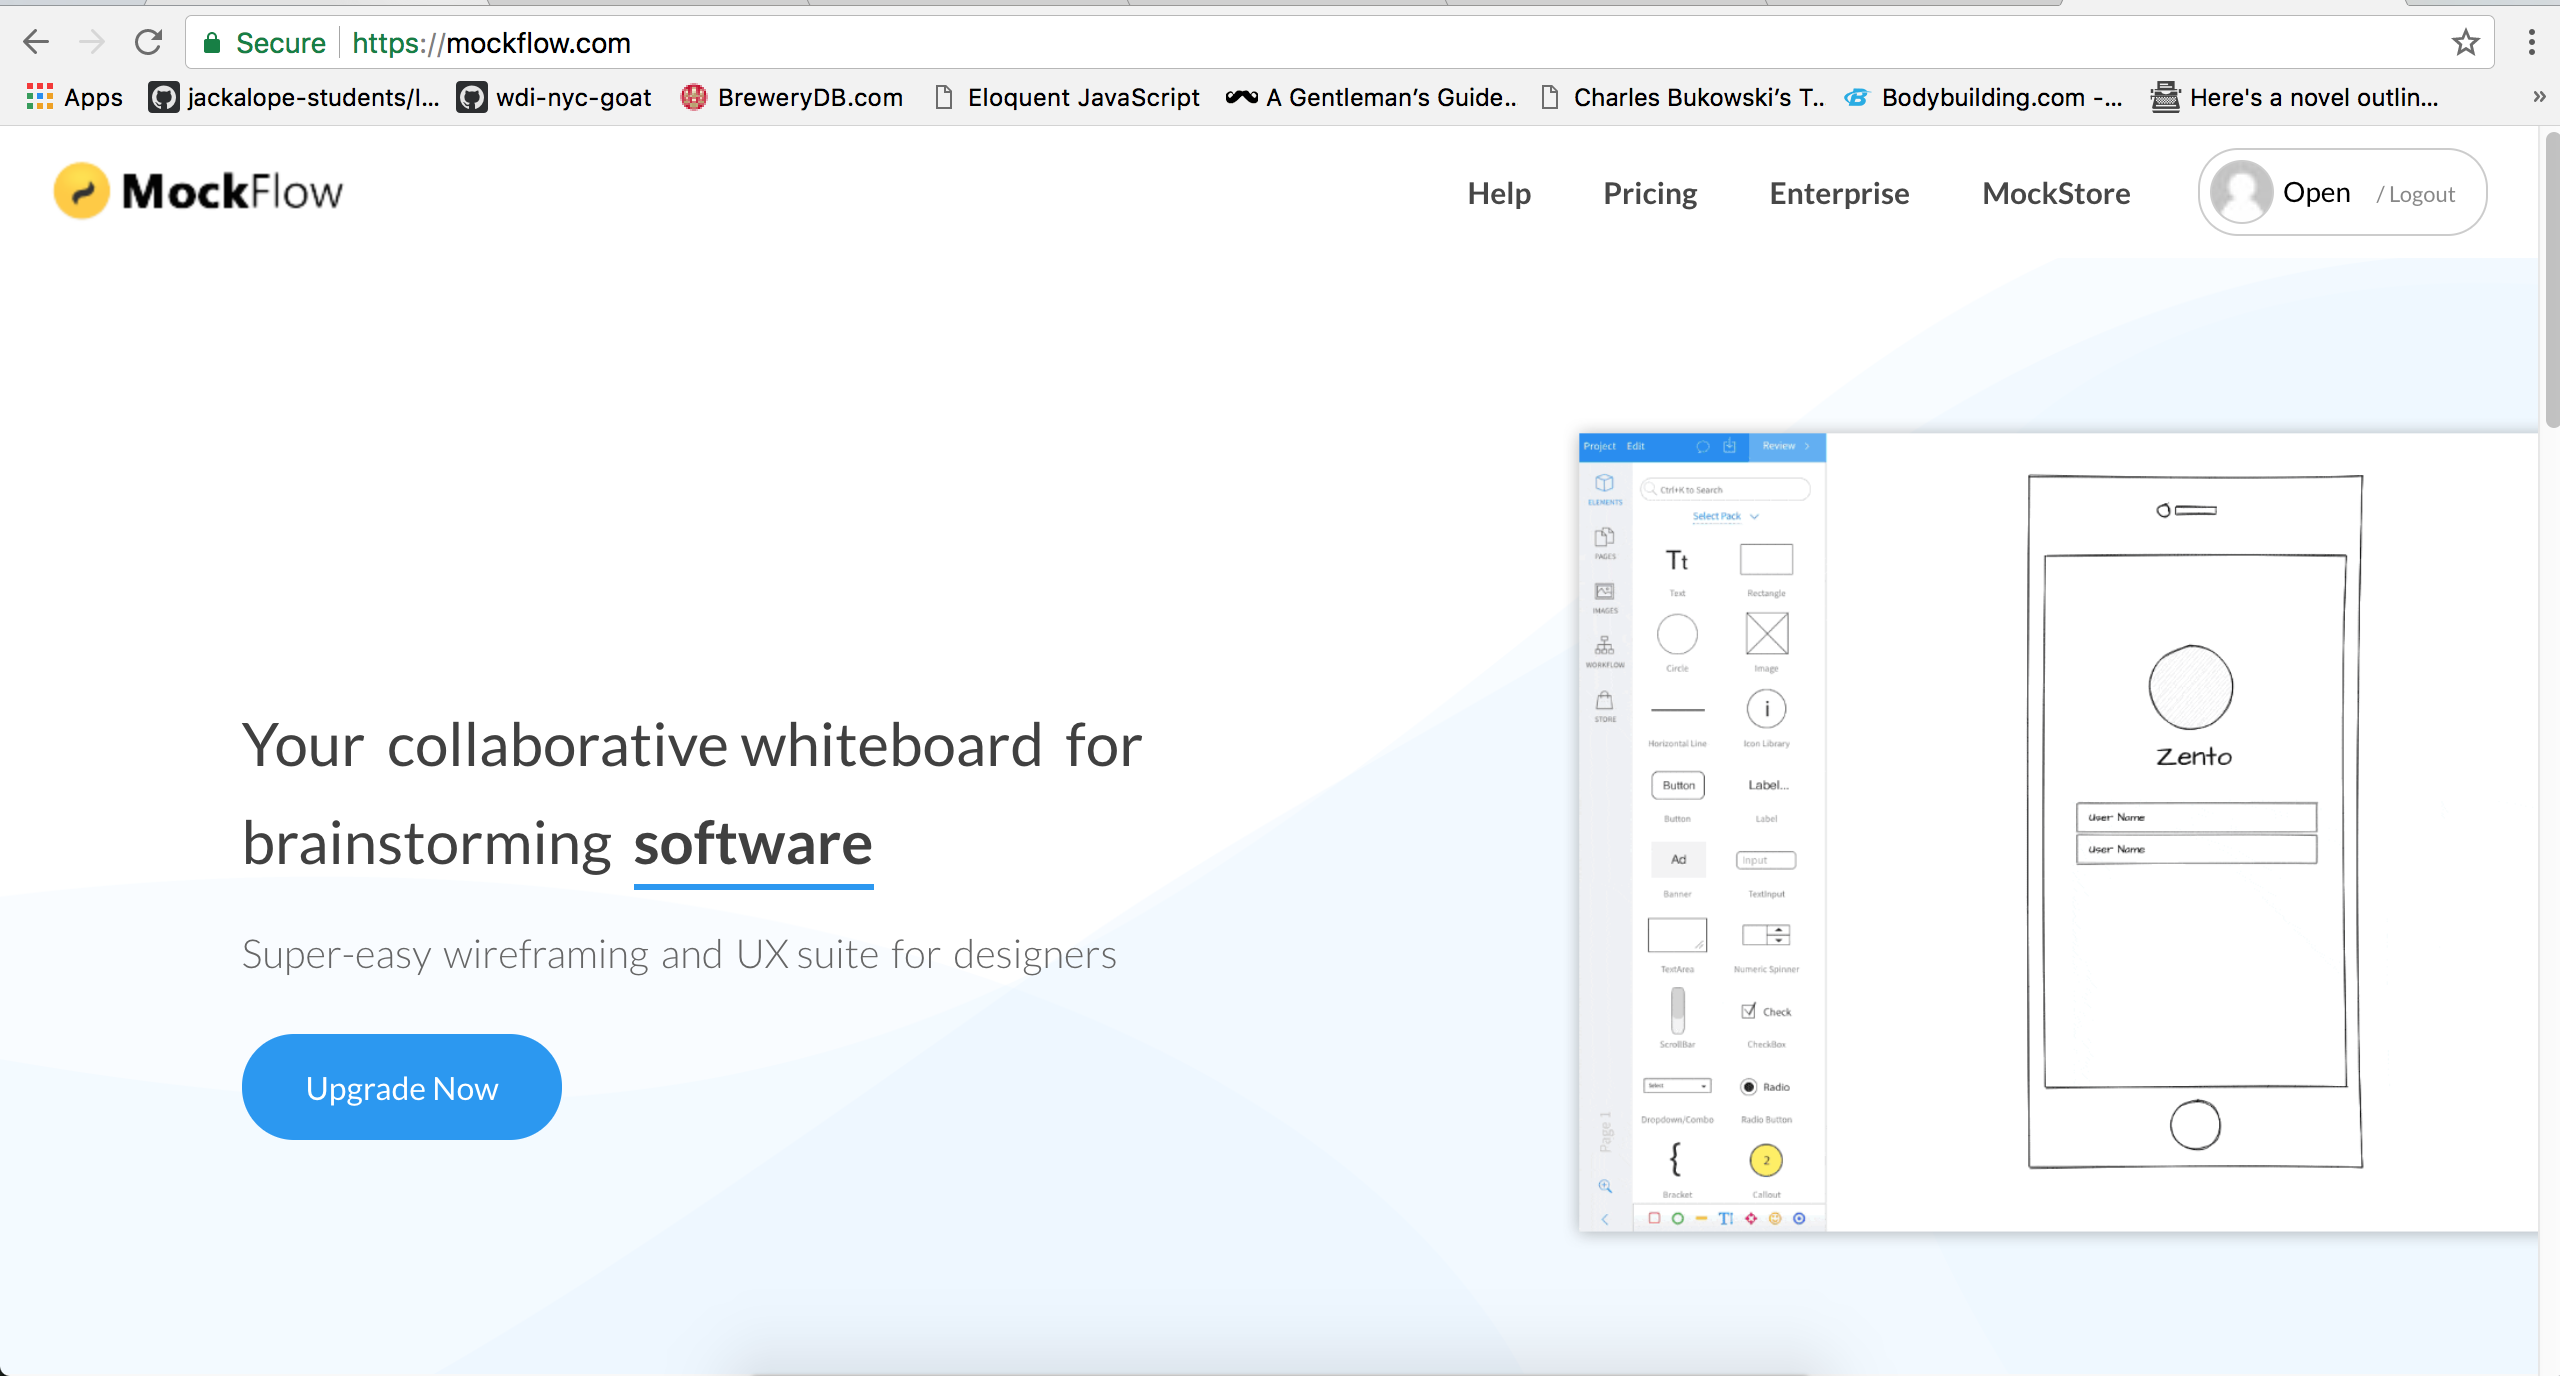 Secure https://mockflow.com
Apps jackalope-students/l... wdi-nyc-goat BreweryDB.com Eloquent JavaScript A Gentleman’s Guide.. Charles Bukowski’s T.. Bodybuilding.com -... Here's a novel outlin... »
MockFlow Help Pricing Enterprise MockStore Open / Logout
Your collaborative whiteboard for
brainstorming software
Super-easy wireframing and UX suite for designers
Upgrade Now
Project Edit Review
ELEMENTS
PAGES
IMAGES
WORKFLOW
STORE
Page 1
Ctrl+K to Search
Select Pack
Tt
Text Rectangle
Circle Image
i
Horizontal Line Icon Library
Button Label...
Button Label
Ad Input
Banner TextInput
TextArea Numeric Spinner
Check
ScrollBar CheckBox
Select Radio
Dropdown/Combo Radio Button
{ 2
Bracket Callout
T
Zento
User Name
User Name